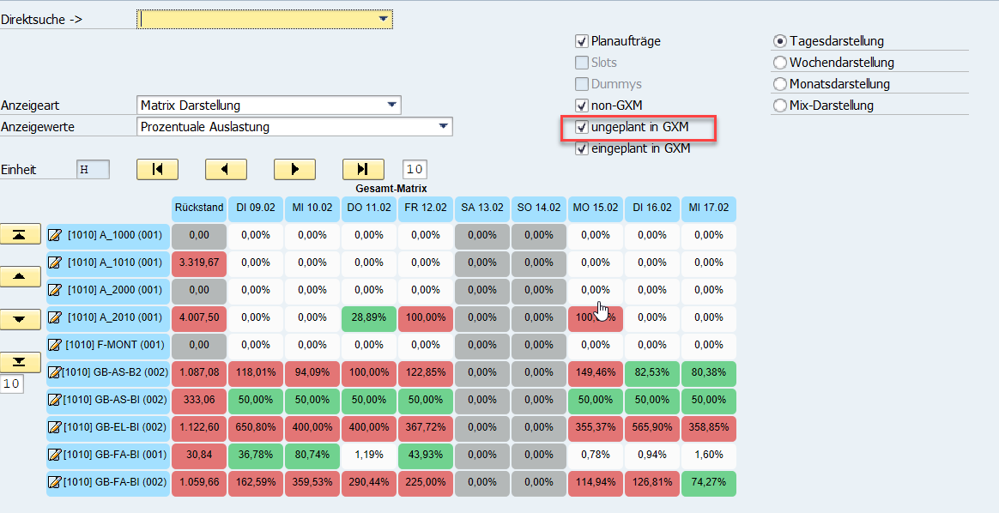 Direktsuche ->
Planaufträge
Tagesdarstellung
Slots
Wochendarstellung
Dummys
Monatsdarstellung
Anzeigeart Matrix Darstellung
non-GXM
Mix-Darstellung
Anzeigewerte Prozentuale Auslastung
ungeplant in GXM
eingeplant in GXM
Einheit H 10
Gesamt-Matrix
Rückstand DI 09.02 MI 10.02 DO 11.02 FR 12.02 SA 13.02 SO 14.02 MO 15.02 DI 16.02 MI 17.02
[1010] A_1000 (001) 0,00 0,00% 0,00% 0,00% 0,00% 0,00% 0,00% 0,00% 0,00% 0,00%
[1010] A_1010 (001) 3.319,67 0,00% 0,00% 0,00% 0,00% 0,00% 0,00% 0,00% 0,00% 0,00%
[1010] A_2000 (001) 0,00 0,00% 0,00% 0,00% 0,00% 0,00% 0,00% 0,00% 0,00% 0,00%
[1010] A_2010 (001) 4.007,50 0,00% 0,00% 28,89% 100,00% 0,00% 0,00% 0,00% 0,00%
[1010] F-MONT (001) 0,00 0,00% 0,00% 0,00% 0,00% 0,00% 0,00% 0,00% 0,00% 0,00%
[1010] GB-AS-B2 (002) 1.087,08 118,01% 94,09% 100,00% 122,85% 0,00% 0,00% 149,46% 82,53% 80,38%
10
[1010] GB-AS-BI (002) 333,06 50,00% 50,00% 50,00% 50,00% 0,00% 0,00% 50,00% 50,00% 50,00%
[1010] GB-EL-BI (002) 1.122,60 650,80% 400,00% 400,00% 367,72% 0,00% 0,00% 355,37% 565,90% 358,85%
[1010] GB-FA-BI (001) 30,84 36,78% 80,74% 1,19% 43,93% 0,00% 0,00% 0,78% 0,94% 1,60%
[1010] GB-FA-BI (002) 1.059,66 162,59% 359,53% 290,44% 225,00% 0,00% 0,00% 114,94% 126,81% 74,27%